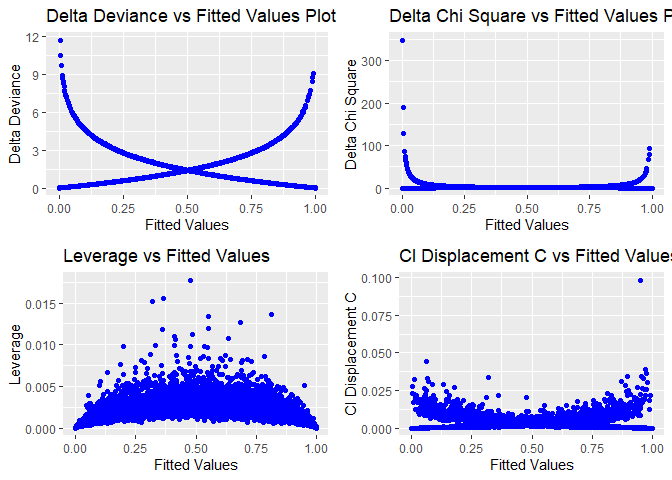 Delta Deviance vs Fitted Values Plot
Delta Deviance
12
9
6
3
0
0.00 0.25 0.50 0.75 1.00
Fitted Values
Delta Chi Square vs Fitted Values P
Delta Chi Square
300
200
100
0
0.00 0.25 0.50 0.75 1.00
Fitted Values
Leverage vs Fitted Values
Leverage
0.015
0.010
0.005
0.000
0.00 0.25 0.50 0.75 1.00
Fitted Values
CI Displacement C vs Fitted Values
CI Displacement C
0.100
0.075
0.050
0.025
0.000
0.00 0.25 0.50 0.75 1.00
Fitted Values